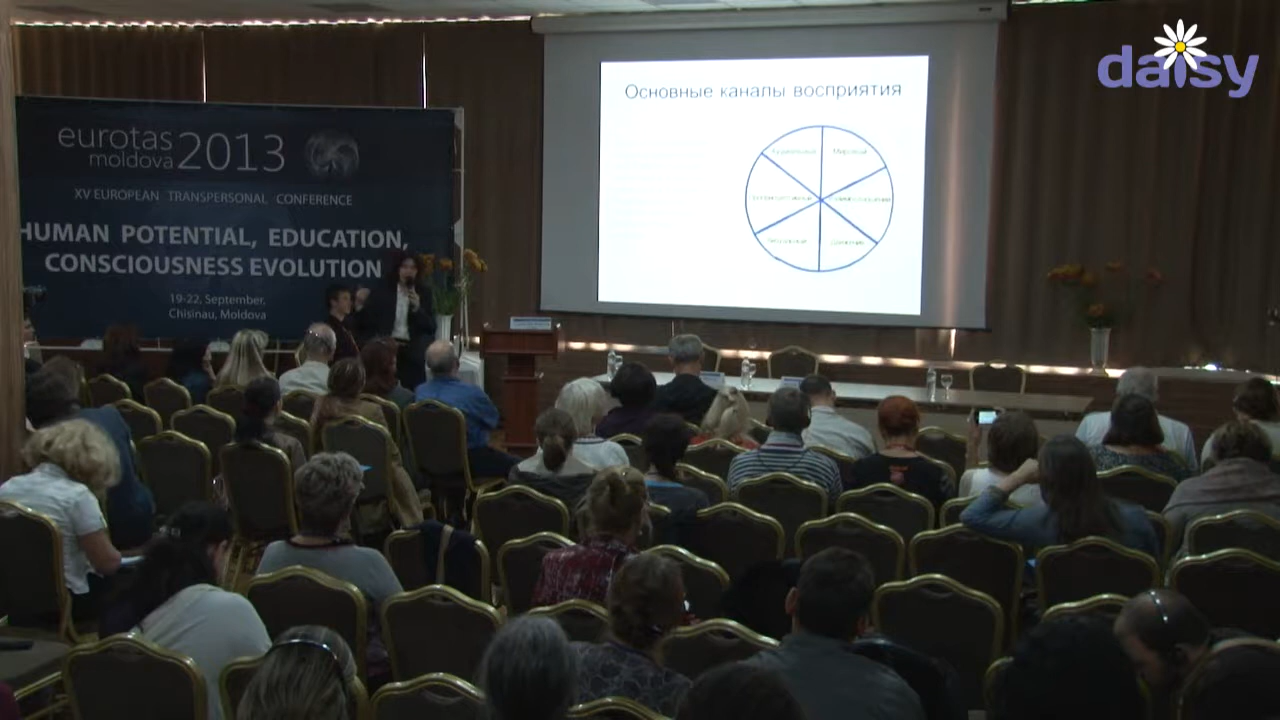 eurotas
moldova 2013
XV EUROPEAN TRANSPERSONAL CONFERENCE
HUMAN POTENTIAL, EDUCATION,
CONSCIOUSNESS EVOLUTION
19-22, September,
Chisinau, Moldova
Основные каналы восприятия
daisy